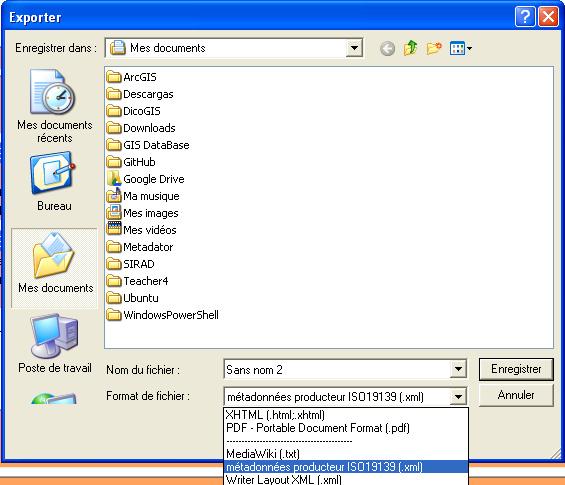 Exporter
Enregistrer dans :
Mes documents
ArcGIS
Descargas
DicoGIS
Downloads
GIS DataBase
GitHub
Google Drive
Ma musique
Mes images
Mes vidéos
Metadator
SIRAD
Teacher4
Ubuntu
WindowsPowerShell
Mes documents
récents
Bureau
Mes documents
Poste de travail
Nom du fichier :
Sans nom 2
Enregistrer
Format de fichier :
métadonnées producteur ISO19139 (.xml)
Annuler
XHTML (.html;.xhtml)
PDF - Portable Document Format (.pdf)
------------------------------------------
MediaWiki (.txt)
métadonnées producteur ISO19139 (.xml)
Writer Layout XML (.xml)